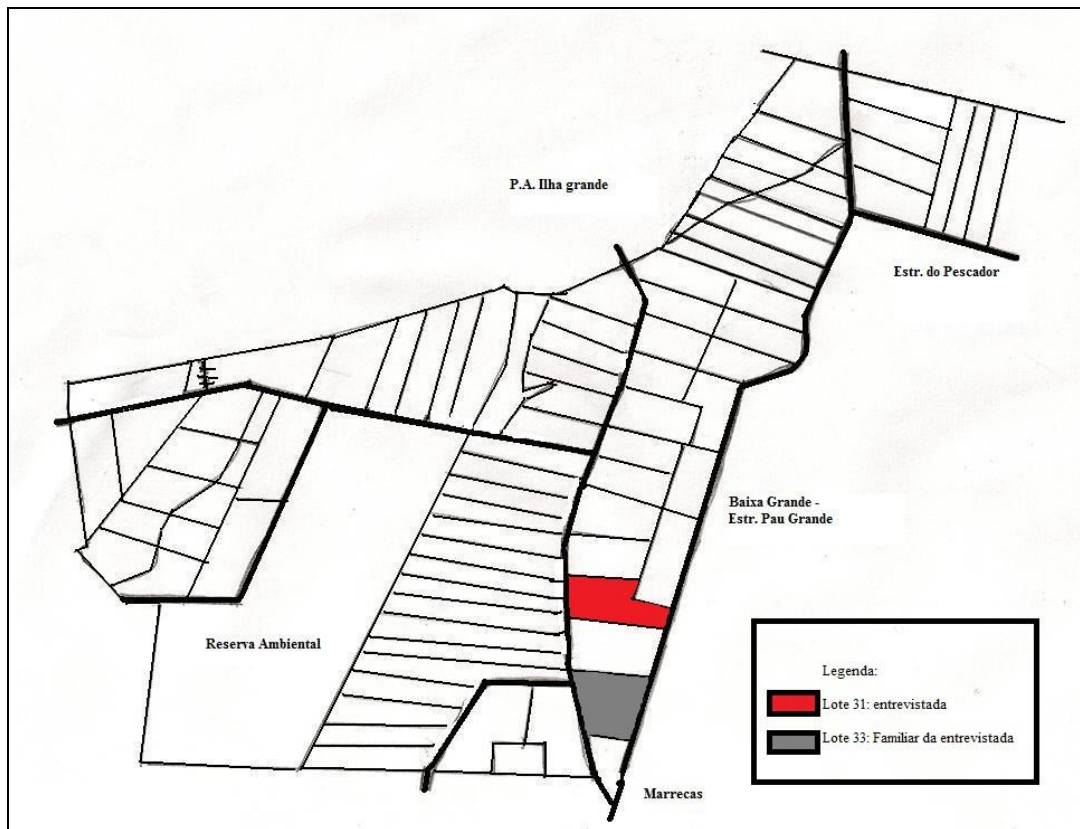 P.A. Ilha grande
Estr. do Pescador
Baixa Grande -
Estr. Pau Grande
Reserva Ambiental
Legenda:
Lote 31: entrevistada
Lote 33: Familiar da entrevistada
Marrecas